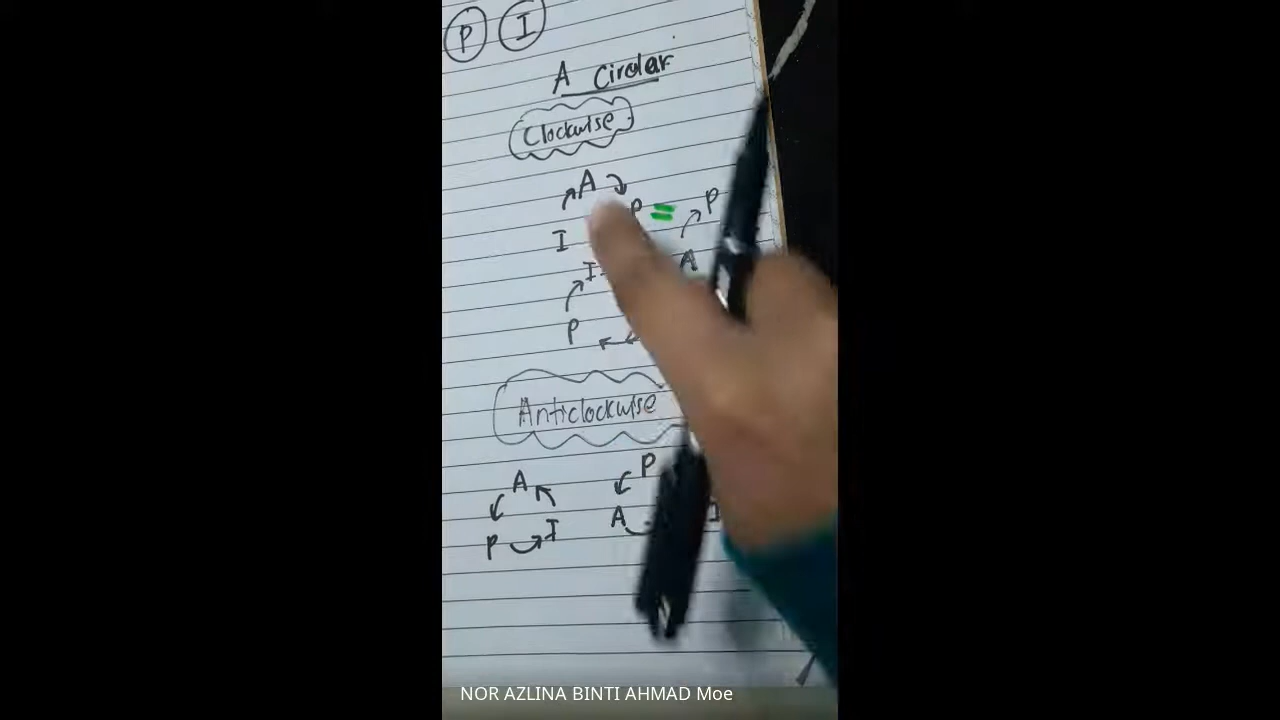 P I
A Circular
Clockwise
A
P = P
I
I A
P
Anticlockwise
A P
P I A I
NOR AZLINA BINTI AHMAD Moe